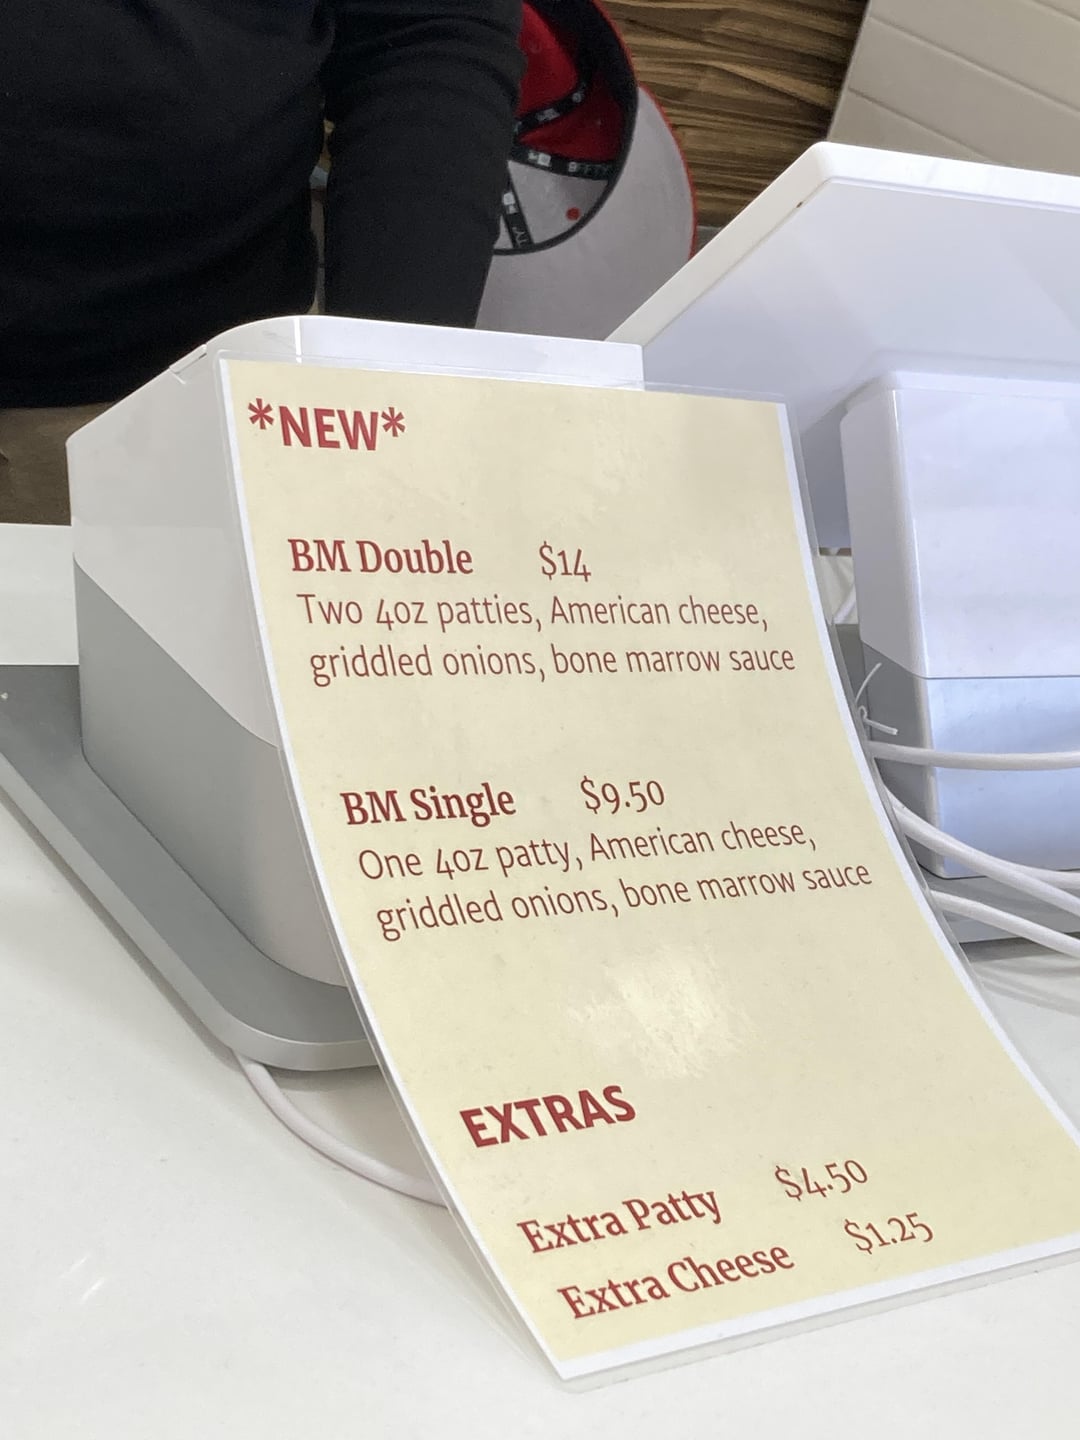 *NEW*
BM Double $14
Two 4oz patties, American cheese,
griddled onions, bone marrow sauce
BM Single $9.50
One 4oz patty, American cheese,
griddled onions, bone marrow sauce
EXTRAS
Extra Patty $4.50
Extra Cheese $1.25